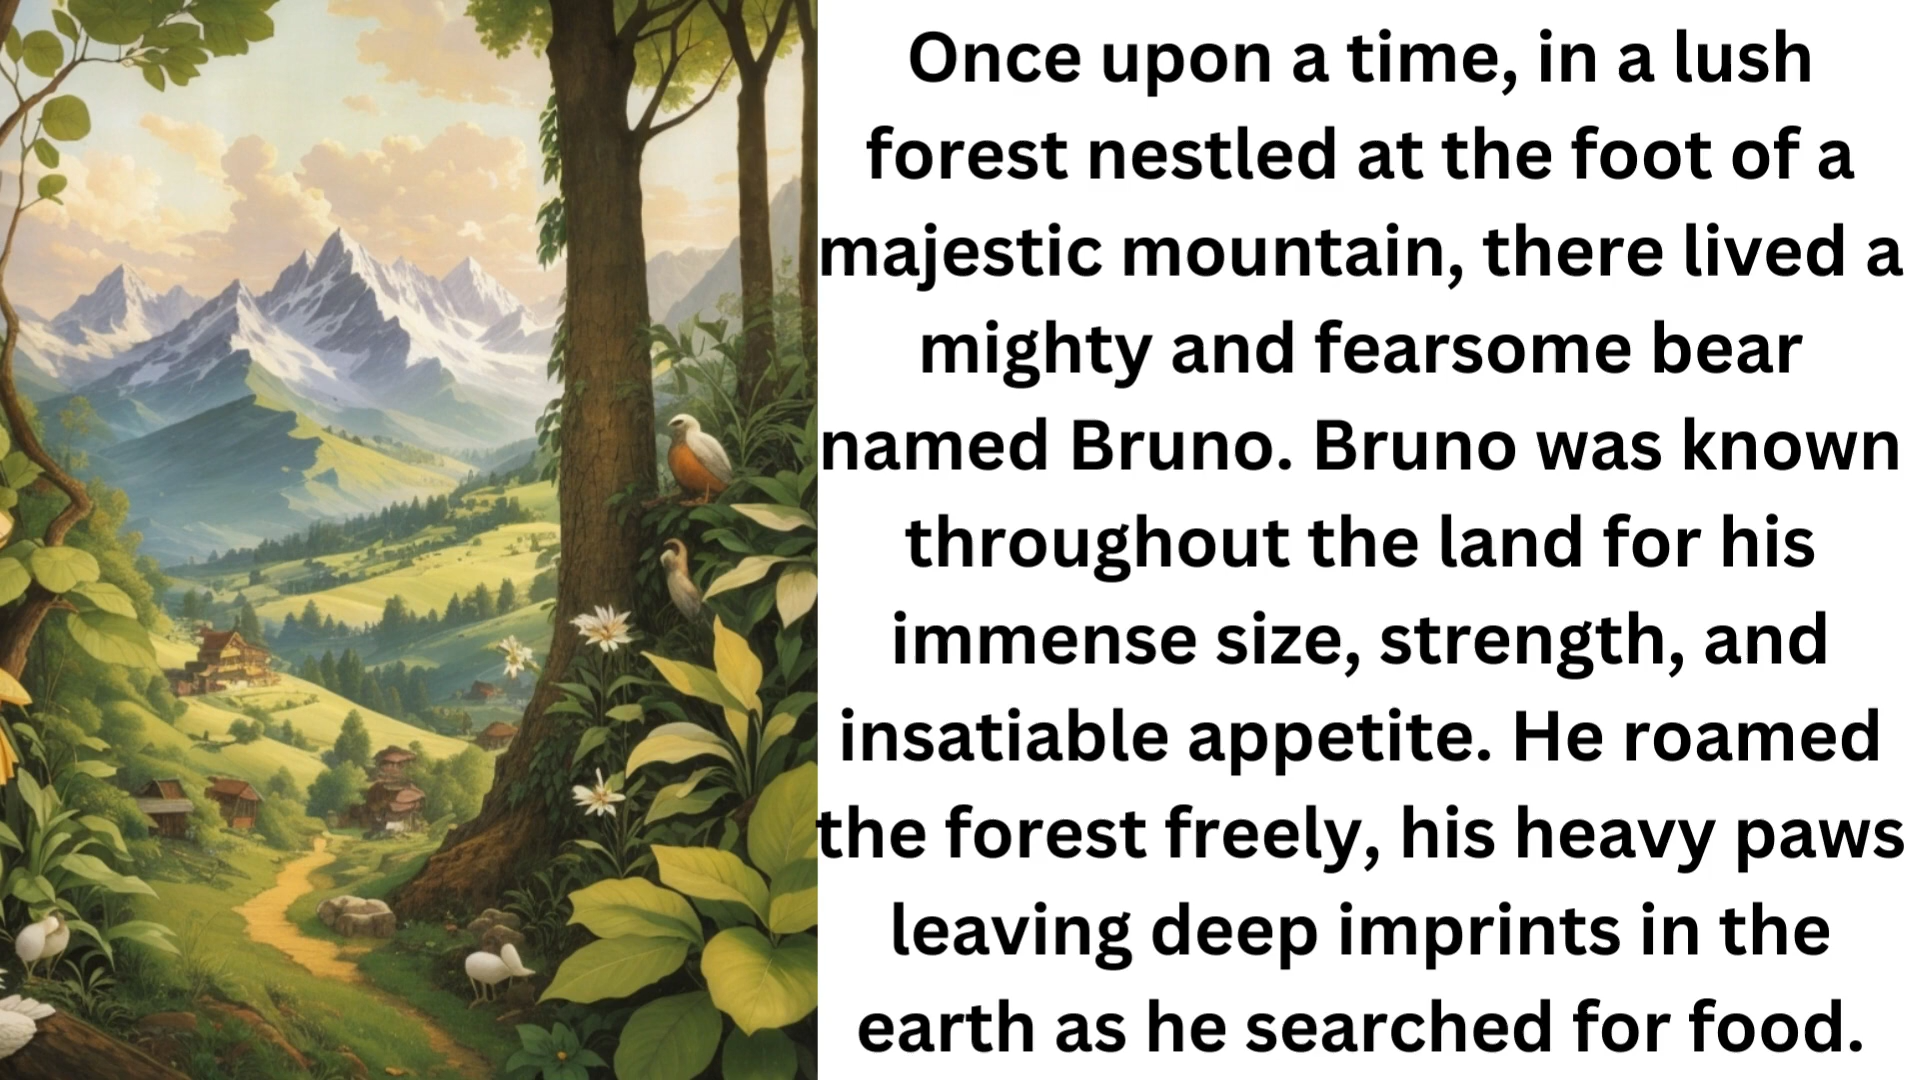 Once upon a time, in a lush
forest nestled at the foot of a
majestic mountain, there lived a
mighty and fearsome bear
named Bruno. Bruno was known
throughout the land for his
immense size, strength, and
insatiable appetite. He roamed
the forest freely, his heavy paws
leaving deep imprints in the
earth as he searched for food.